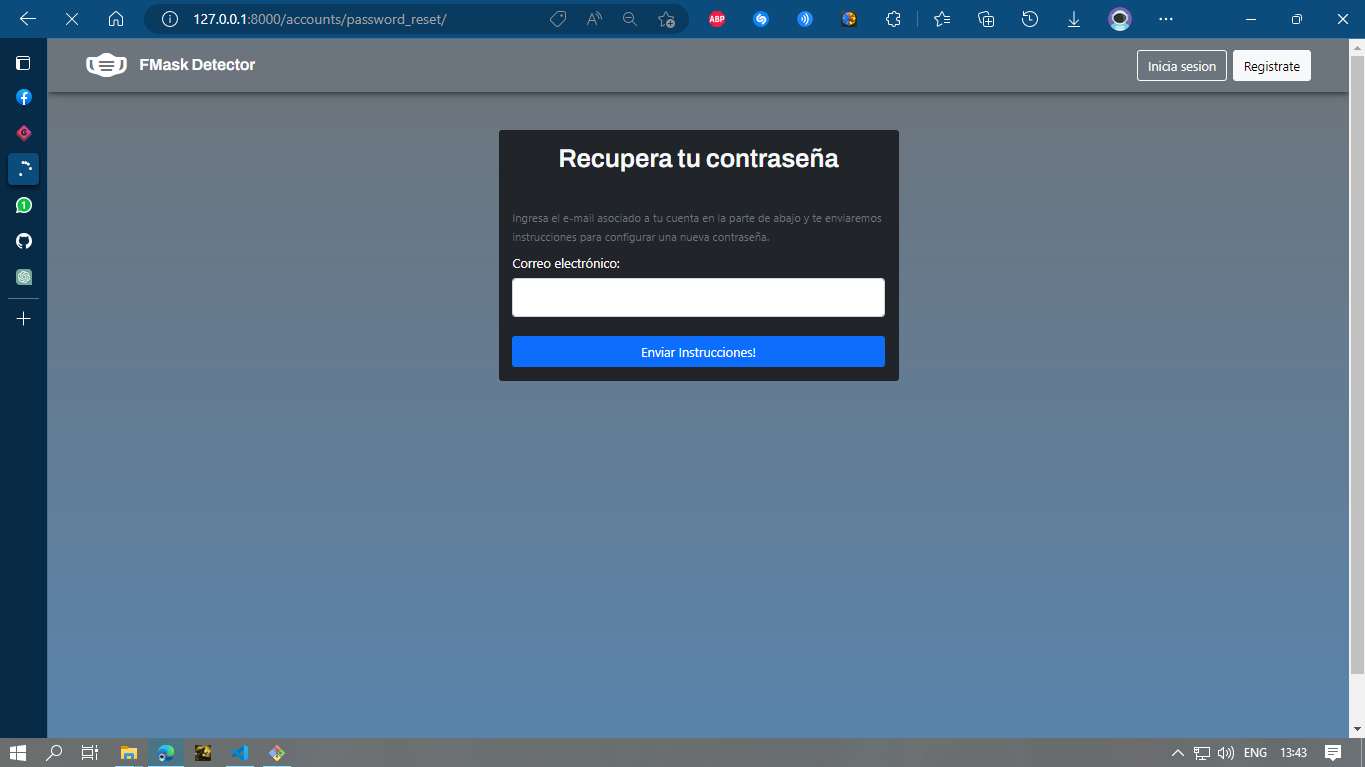 127.0.0.1:8000/accounts/password_reset/
ABP
FMask Detector
Inicia sesion
Registrate
Recupera tu contraseña
Ingresa el e-mail asociado a tu cuenta en la parte de abajo y te enviaremos
instrucciones para configurar una nueva contraseña.
Correo electrónico:
Enviar Instrucciones!
1
ENG
13:43